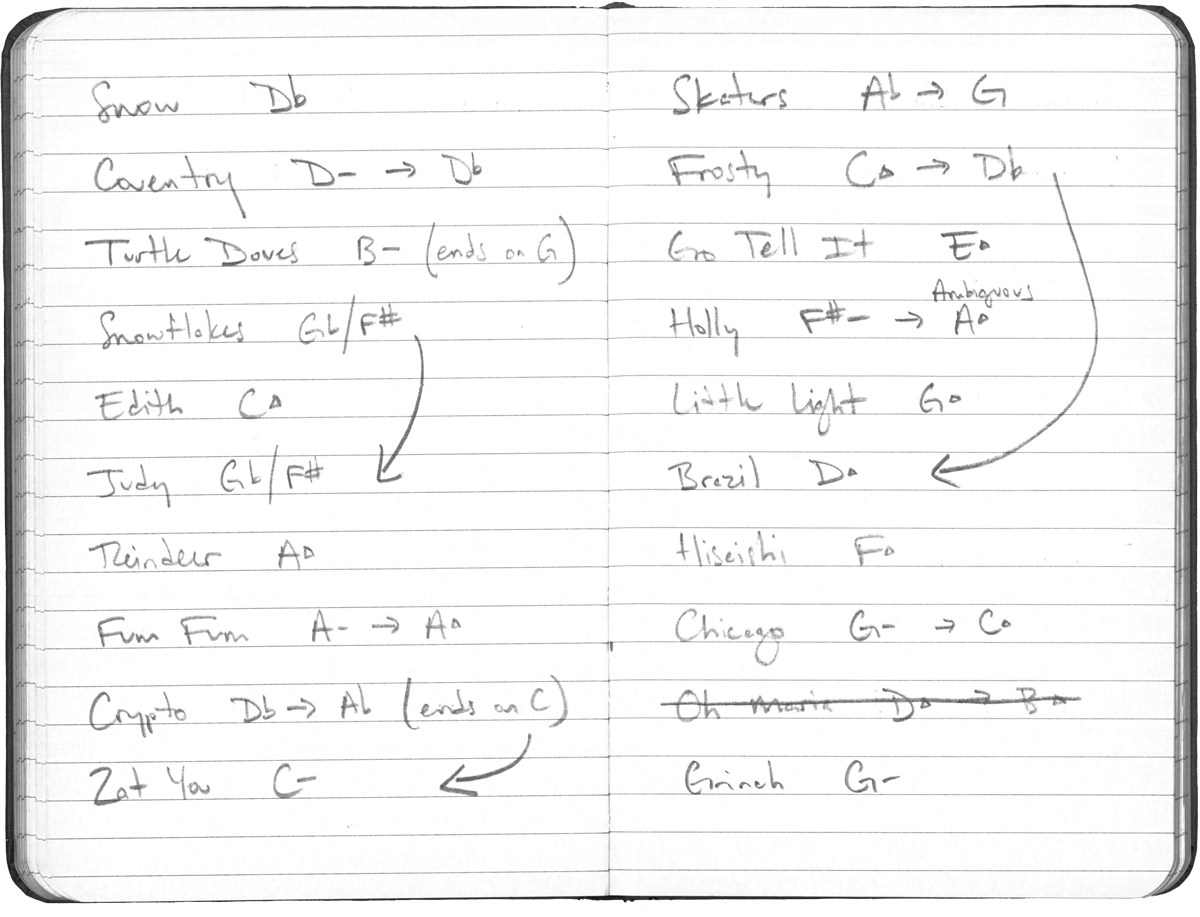 Snow Db
Coventry D- → Db
Turtle Doves B- (ends on G)
Snowflakes Gb/F#
Edith C△
Judy Gb/F#
Reindeer A△
Fum Fum A- → A△
Crypto Db → Ab (ends on C)
Zat You C-
Skaters Ab → G
Frosty C△ → Db
Go Tell It E△
Ambiguous
Holly F#- → A△
Little Light G△
Brazil D△
Hiseishi F△
Chicago G- → C△
Oh Maria D△ → B△
Grinch G-